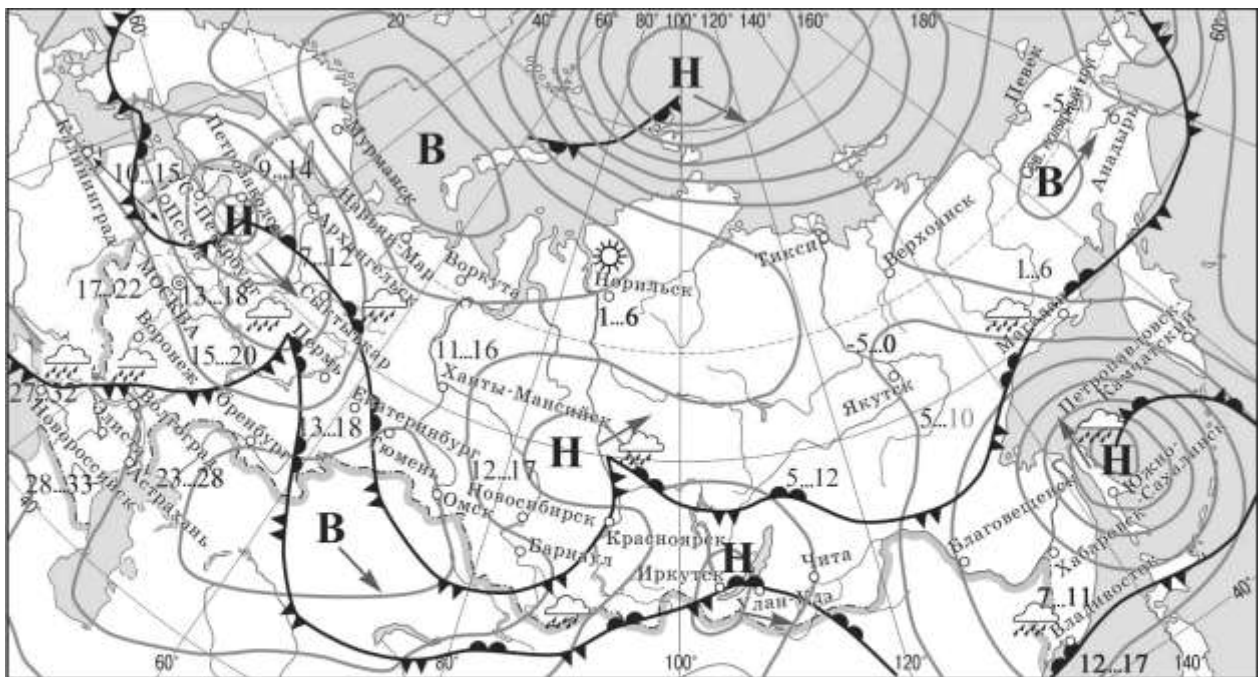 60°
20°
40°
60°
80°
100°
120°
140°
160°
180°
60°
Н
В
Певек
-5...
Сев. полярный круг
Анадырь
В
Калининград
10...15
Петрозаводск
9...14
Мурманск
Псков
С.-Петербург
Н
Архангельск
Нарьян-Мар
Воркута
Норильск
1...6
Тикси
Верхоянск
1...6
Магадан
Петропавловск-
Камчатский
17...22
МОСКВА
13...18
...12
Сыктывкар
Воронеж
15...20
Пермь
11...16
Ханты-Мансийск
-5...0
Якутск
5...10
27...32
Новороссийск
Элиста
Волгоград
Оренбург
13...18
Екатеринбург
Тюмень
12...17
Н
5...12
Н
Южно-
Сахалинск
28...33
Астрахань
23...28
Омск
Новосибирск
Барнаул
Красноярск
Иркутск
Н
Улан-Удэ
Чита
Благовещенск
Хабаровск
40°
В
7...11
Владивосток
12...17
60°
80°
100°
120°
140°
40°